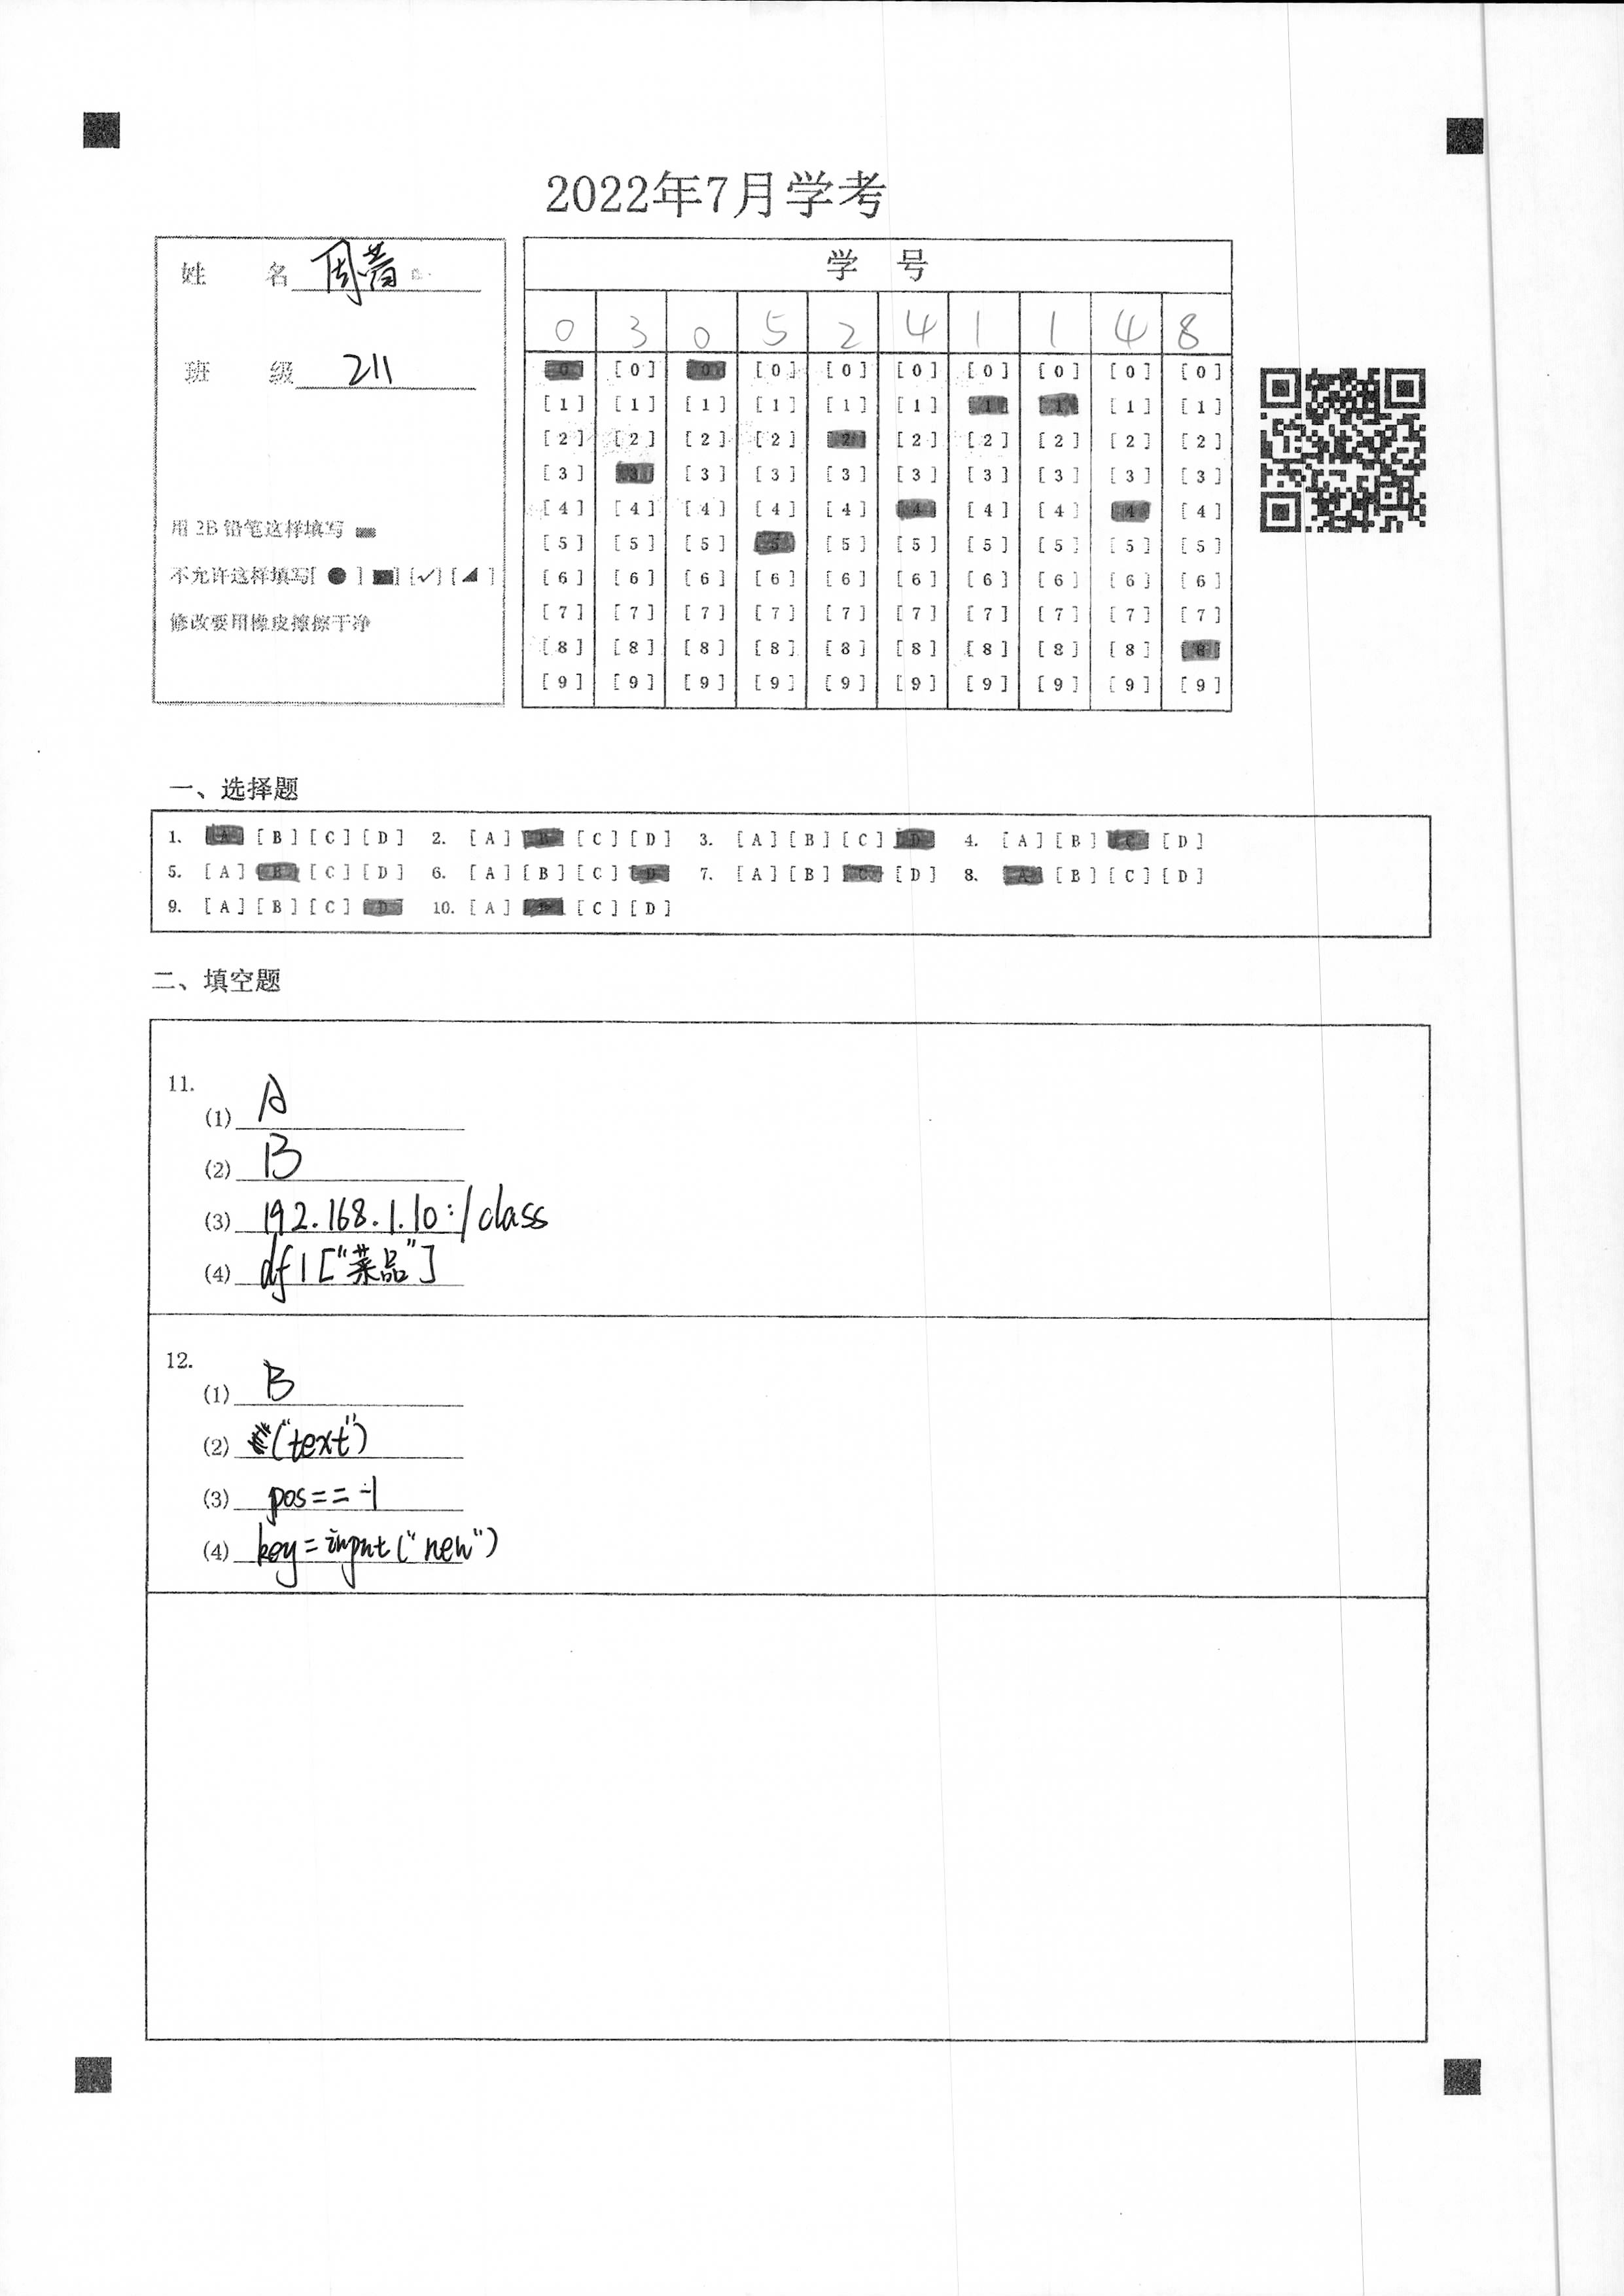 2022年7月学考
姓 名 周
班 级 211
用2B铅笔这样填写
不允许这样填写[ ● ] ■] [✓] [◢ ]
修改要用橡皮擦擦干净
学 号
0 3 0 5 2 4 1 1 4 8
[0] [0] [0] [0] [0] [0] [0] [0] [0] [0]
[1] [1] [1] [1] [1] [1] [1] [1] [1] [1]
[2] [2] [2] [2] [2] [2] [2] [2] [2] [2]
[3] [3] [3] [3] [3] [3] [3] [3] [3] [3]
[4] [4] [4] [4] [4] [4] [4] [4] [4] [4]
[5] [5] [5] [5] [5] [5] [5] [5] [5] [5]
[6] [6] [6] [6] [6] [6] [6] [6] [6] [6]
[7] [7] [7] [7] [7] [7] [7] [7] [7] [7]
[8] [8] [8] [8] [8] [8] [8] [8] [8] [8]
[9] [9] [9] [9] [9] [9] [9] [9] [9] [9]
一、选择题
1. [A] [B] [C] [D] 2. [A] [B] [C] [D] 3. [A] [B] [C] [D] 4. [A] [B] [C] [D]
5. [A] [B] [C] [D] 6. [A] [B] [C] [D] 7. [A] [B] [C] [D] 8. [A] [B] [C] [D]
9. [A] [B] [C] [D] 10. [A] [B] [C] [D]
二、填空题
11.
(1) A
(2) B
(3) 192.168.1.10:/class
(4) df1["菜品"]
12.
(1) B
(2) ("text")
(3) pos==-1
(4) key=input("new")